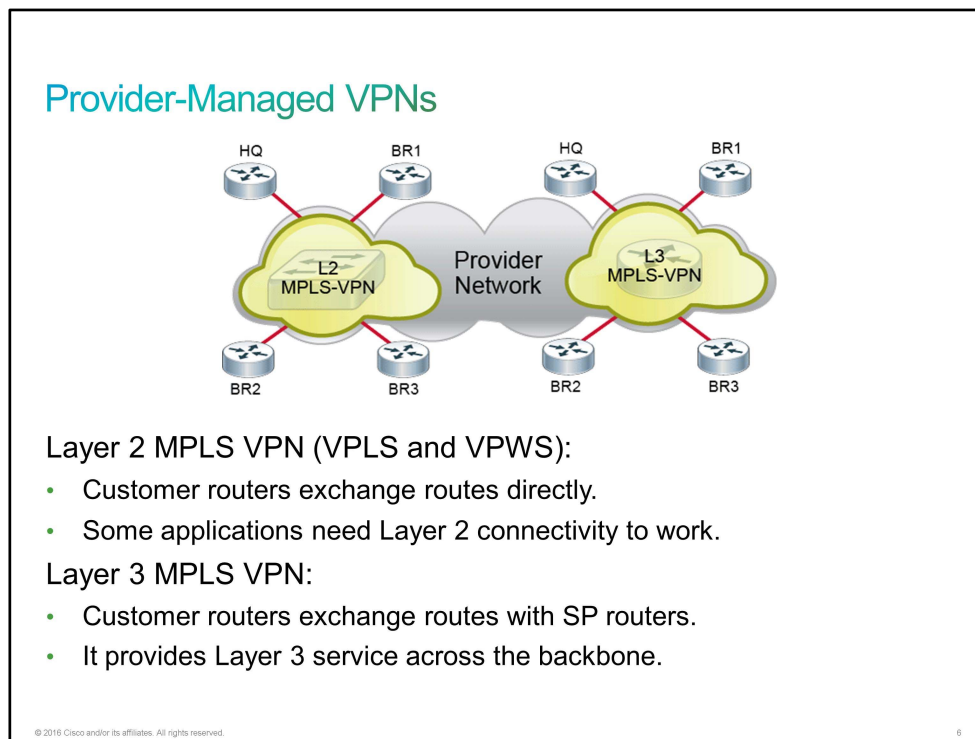 Provider-Managed VPNs
HQ
BR1
HQ
BR1
L2
MPLS-VPN
Provider
Network
L3
MPLS-VPN
BR2
BR3
BR2
BR3
Layer 2 MPLS VPN (VPLS and VPWS):
• Customer routers exchange routes directly.
• Some applications need Layer 2 connectivity to work.
Layer 3 MPLS VPN:
• Customer routers exchange routes with SP routers.
• It provides Layer 3 service across the backbone.
© 2016 Cisco and/or its affiliates. All rights reserved.
6